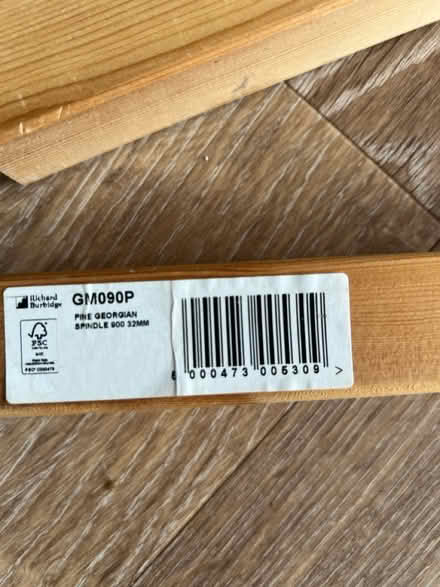 Richard
Burbidge
GM090P
PINE GEORGIAN
SPINDLE 900 32MM
FSC
000473 005309 >